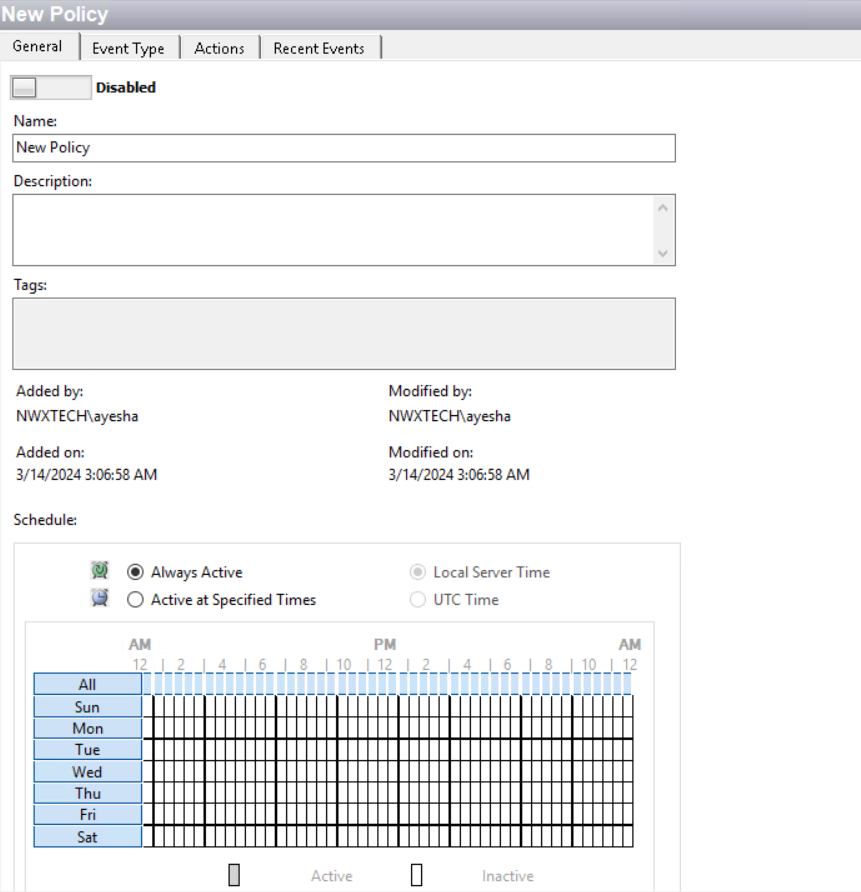 New Policy
General Event Type Actions Recent Events
Disabled
Name:
New Policy
Description:
Tags:
Added by: Modified by:
NWXTECH\ayesha NWXTECH\ayesha
Added on: Modified on:
3/14/2024 3:06:58 AM 3/14/2024 3:06:58 AM
Schedule:
Always Active Local Server Time
Active at Specified Times UTC Time
AM PM AM
12 | 2 | 4 | 6 | 8 | 10 | 12 | 2 | 4 | 6 | 8 | 10 | 12
All
Sun
Mon
Tue
Wed
Thu
Fri
Sat
Active Inactive